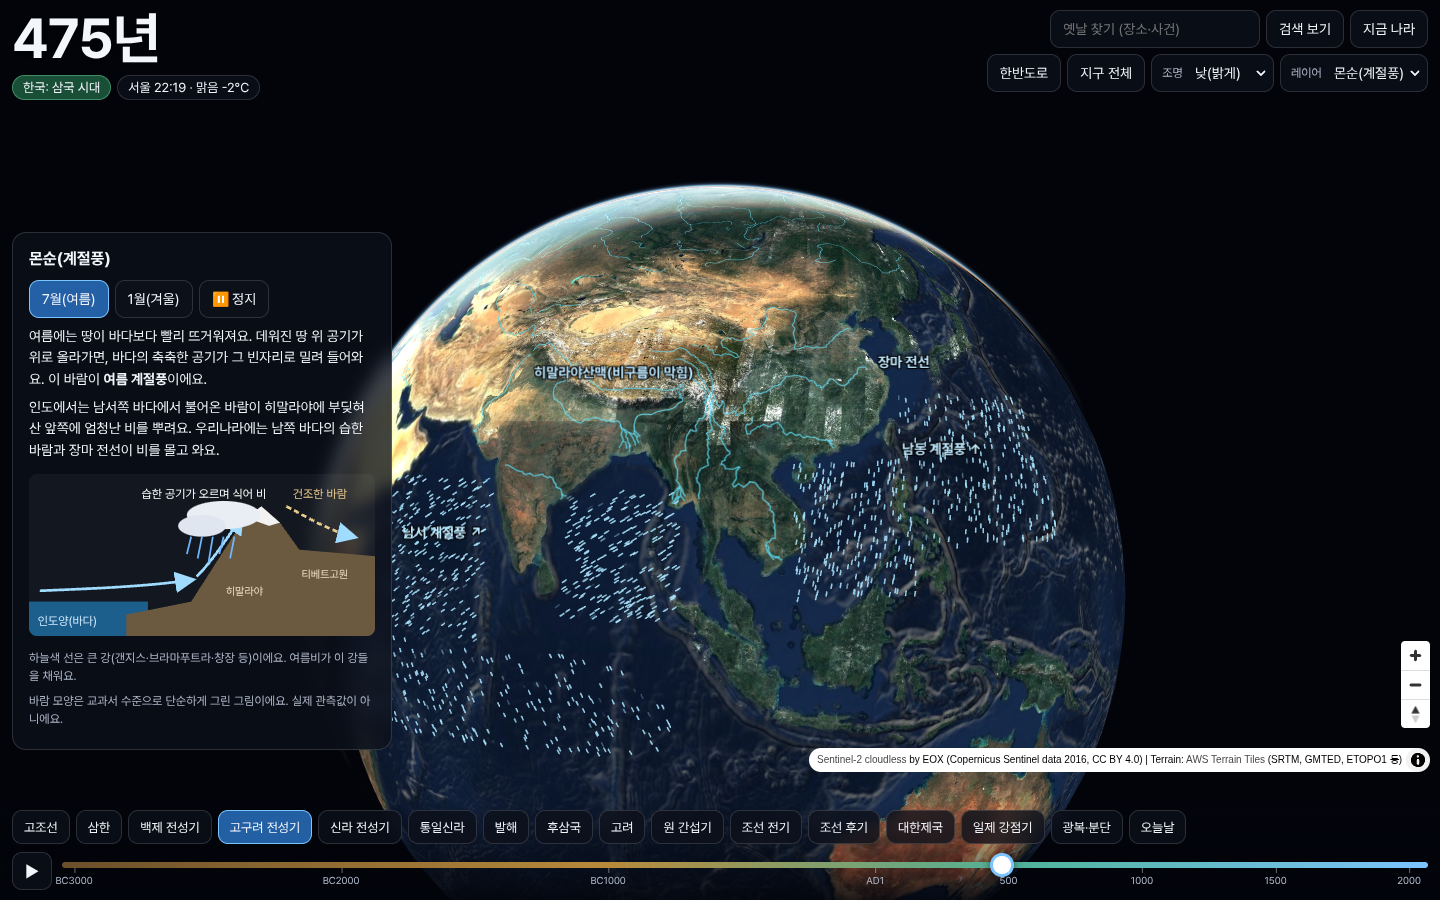 475년
한국: 삼국 시대
서울 22:19 · 맑음 -2°C
옛날 찾기 (장소·사건)
검색 보기
지금 나라
한반도로
지구 전체
조명 낮(밝게)
레이어 몬순(계절풍)
몬순(계절풍)
7월(여름)
1월(겨울)
정지
여름에는 땅이 바다보다 빨리 뜨거워져요. 데워진 땅 위 공기가
위로 올라가면, 바다의 축축한 공기가 그 빈자리로 밀려 들어와
요. 이 바람이 여름 계절풍이에요.
인도에서는 남서쪽 바다에서 불어온 바람이 히말라야에 부딪혀
산 앞쪽에 엄청난 비를 뿌려요. 우리나라에는 남쪽 바다의 습한
바람과 장마 전선이 비를 몰고 와요.
습한 공기가 오르며 식어 비
건조한 바람
티베트고원
히말라야
인도양(바다)
하늘색 선은 큰 강(갠지스·브라마푸트라·창장 등)이에요. 여름비가 이 강들
을 채워요.
바람 모양은 교과서 수준으로 단순하게 그린 그림이에요. 실제 관측값이 아
니에요.
히말라야산맥(비구름이 막힘)
장마 전선
남동 계절풍 ↗
남서 계절풍 ↗
Sentinel-2 cloudless by EOX (Copernicus Sentinel data 2016, CC BY 4.0) | Terrain: AWS Terrain Tiles (SRTM, GMTED, ETOPO1 등)
고조선
삼한
백제 전성기
고구려 전성기
신라 전성기
통일신라
발해
후삼국
고려
원 간섭기
조선 전기
조선 후기
대한제국
일제 강점기
광복·분단
오늘날
BC3000
BC2000
BC1000
AD1
500
1000
1500
2000